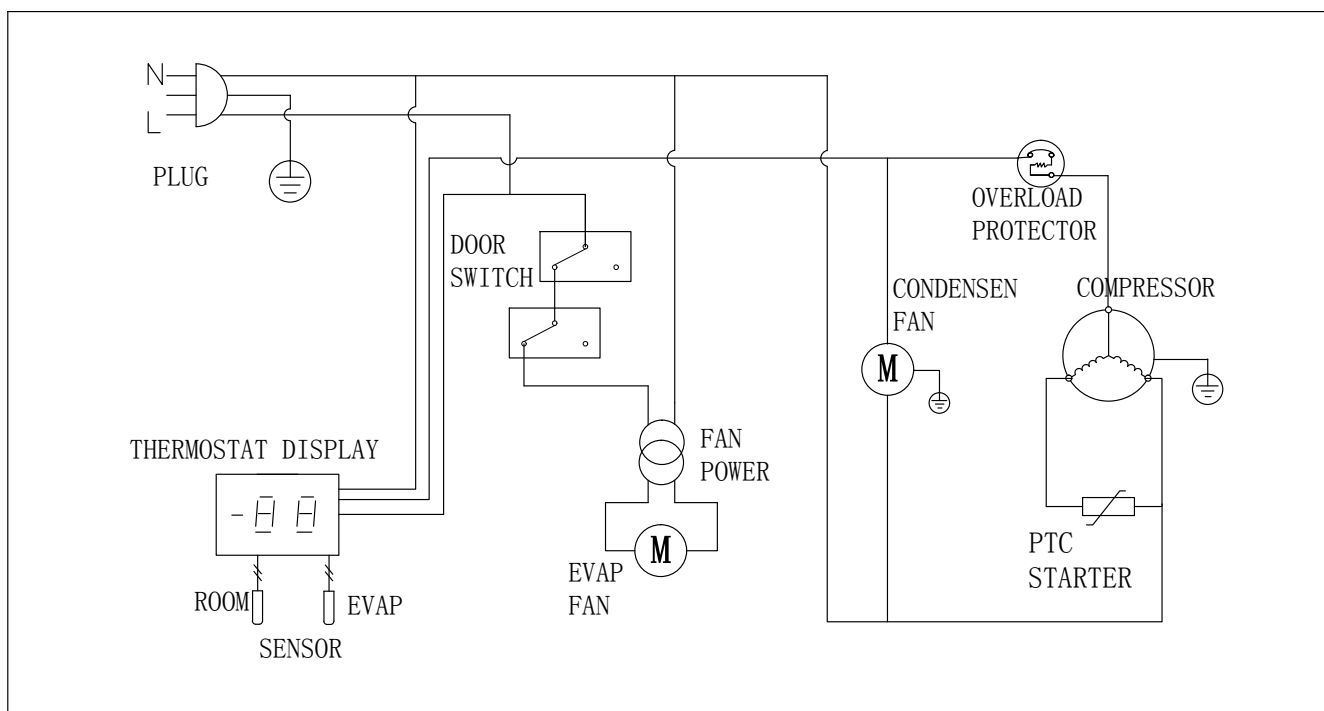 N
L
PLUG
OVERLOAD
PROTECTOR
DOOR
SWITCH
CONDENSEN
FAN
COMPRESSOR
M
THERMOSTAT DISPLAY
FAN
POWER
-88
M
PTC
STARTER
EVAP
FAN
ROOM
EVAP
SENSOR